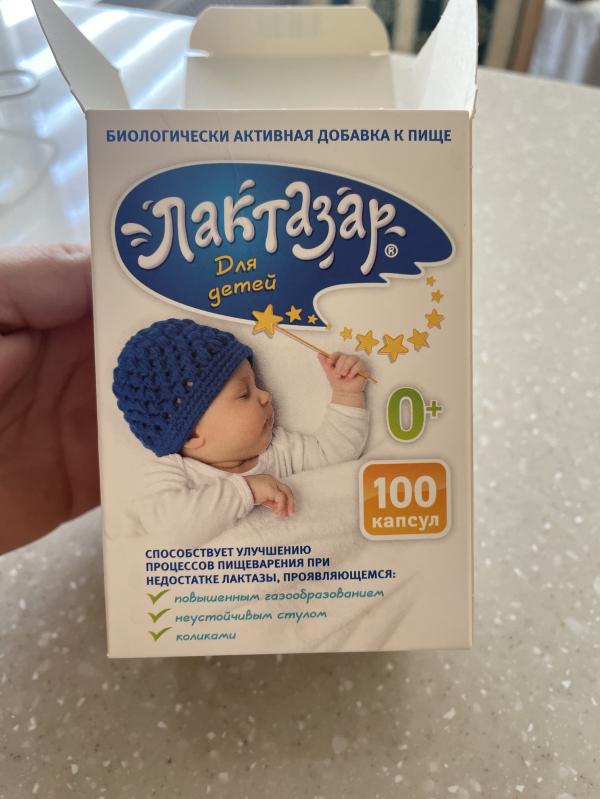 БИОЛОГИЧЕСКИ АКТИВНАЯ ДОБАВКА К ПИЩЕ
Лактазар®
Для
детей
0+
100
капсул
СПОСОБСТВУЕТ УЛУЧШЕНИЮ
ПРОЦЕССОВ ПИЩЕВАРЕНИЯ ПРИ
НЕДОСТАТКЕ ЛАКТАЗЫ, ПРОЯВЛЯЮЩЕМСЯ:
повышенным газообразованием
неустойчивым стулом
коликами